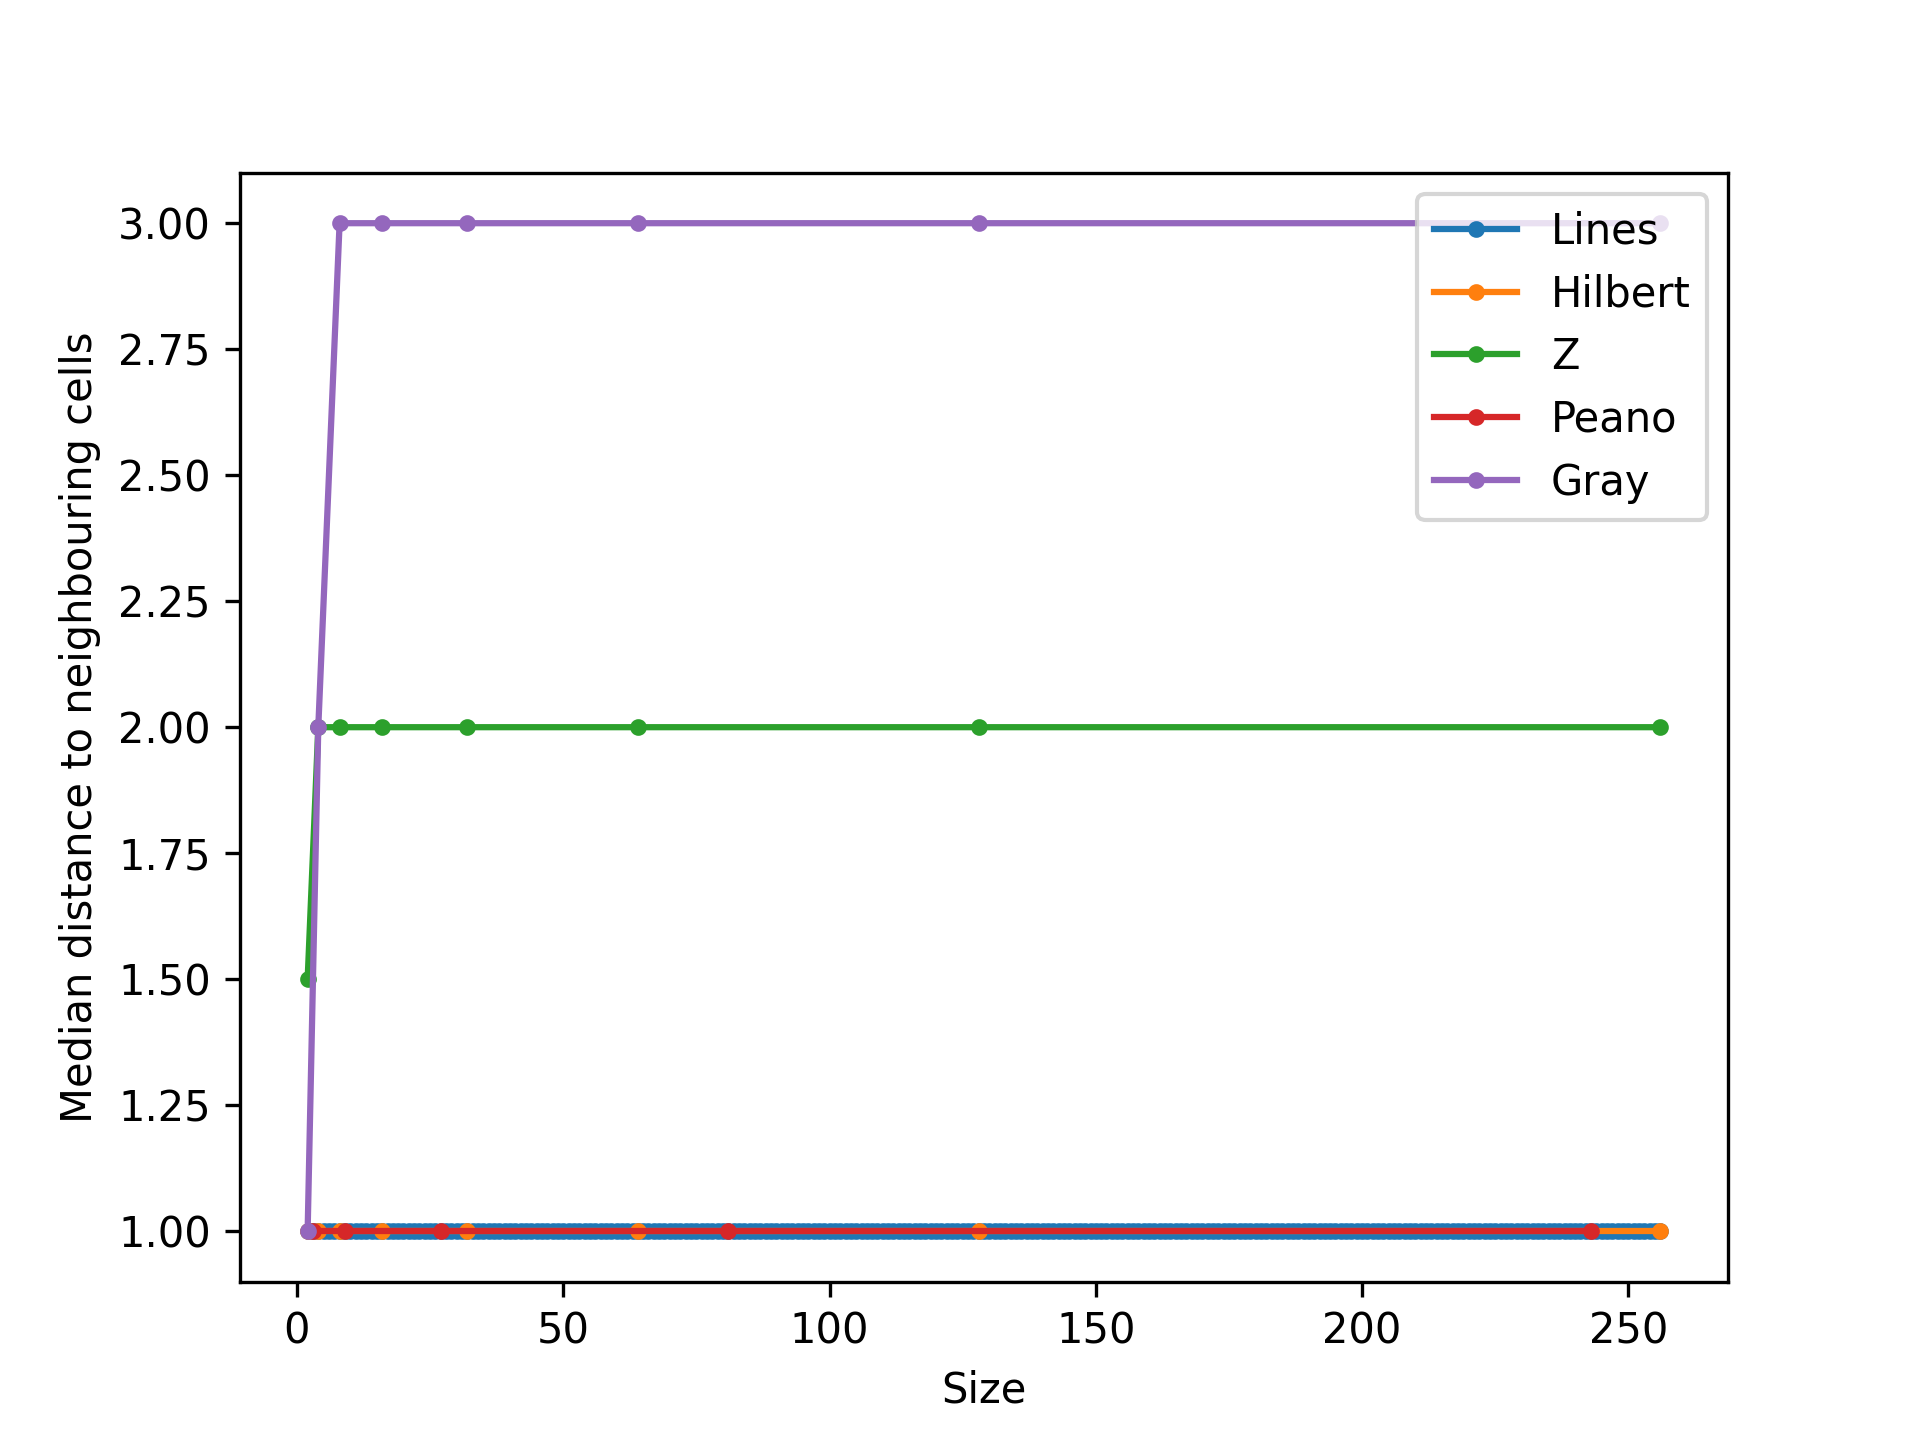 3.00
2.75
2.50
2.25
2.00
1.75
1.50
1.25
1.00
Median distance to neighbouring cells
0 50 100 150 200 250
Size
Lines
Hilbert
Z
Peano
Gray